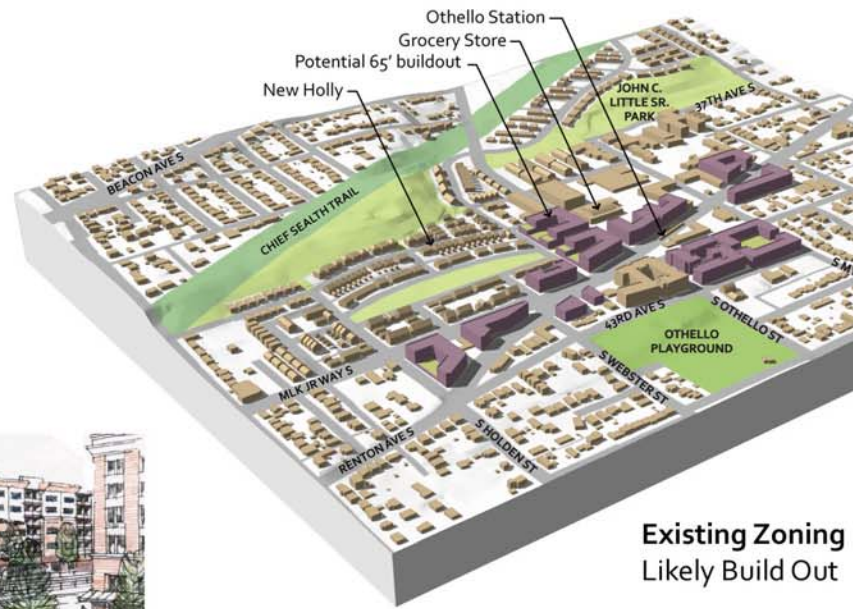 Othello Station
Grocery Store
Potential 65' buildout
New Holly
JOHN C.
LITTLE SR.
PARK
37TH AVE S
BEACON AVE S
CHIEF SEALTH TRAIL
43RD AVE S
S OTHELLO ST
OTHELLO
PLAYGROUND
S WEBSTER ST
MLK JR WAY S
RENTON AVE S
S HOLDEN ST
Existing Zoning
Likely Build Out